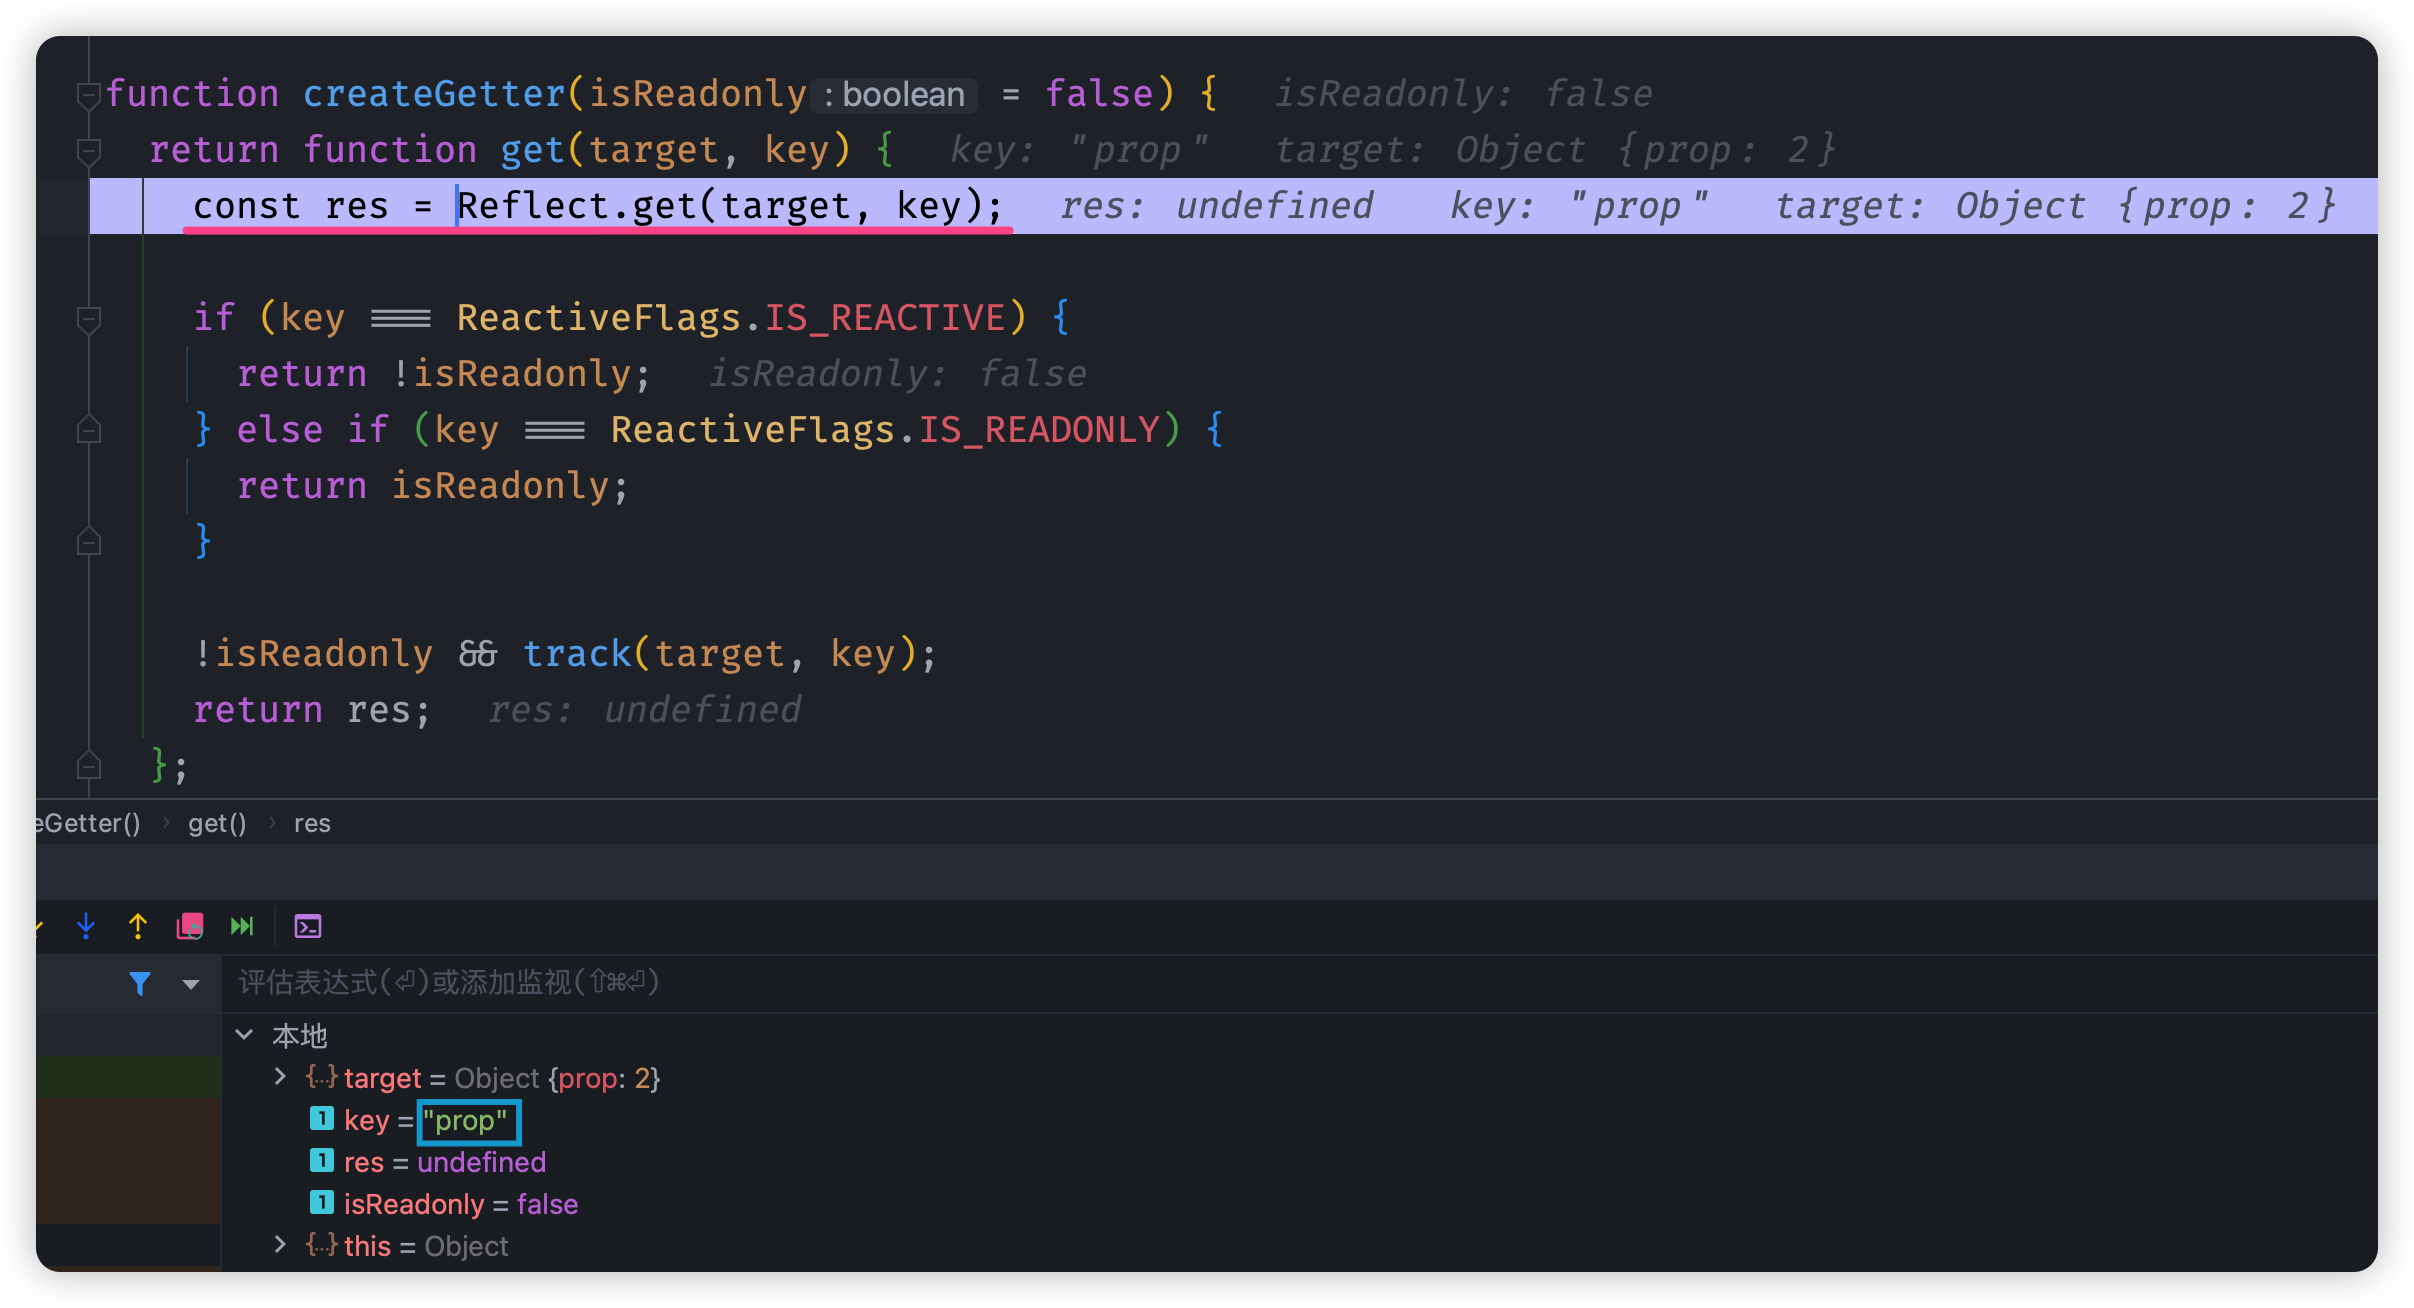 function createGetter(isReadonly : boolean = false) { isReadonly: false
return function get(target, key) { key: "prop" target: Object {prop: 2}
const res = Reflect.get(target, key); res: undefined key: "prop" target: Object {prop: 2}
if (key === ReactiveFlags.IS_REACTIVE) {
return !isReadonly; isReadonly: false
} else if (key === ReactiveFlags.IS_READONLY) {
return isReadonly;
}
!isReadonly && track(target, key);
return res; res: undefined
};
eGetter() › get() › res
评估表达式(⏎)或添加监视(⇧⌘⏎)
本地
{...} target = Object {prop: 2}
1 key = "prop"
1 res = undefined
1 isReadonly = false
{...} this = Object